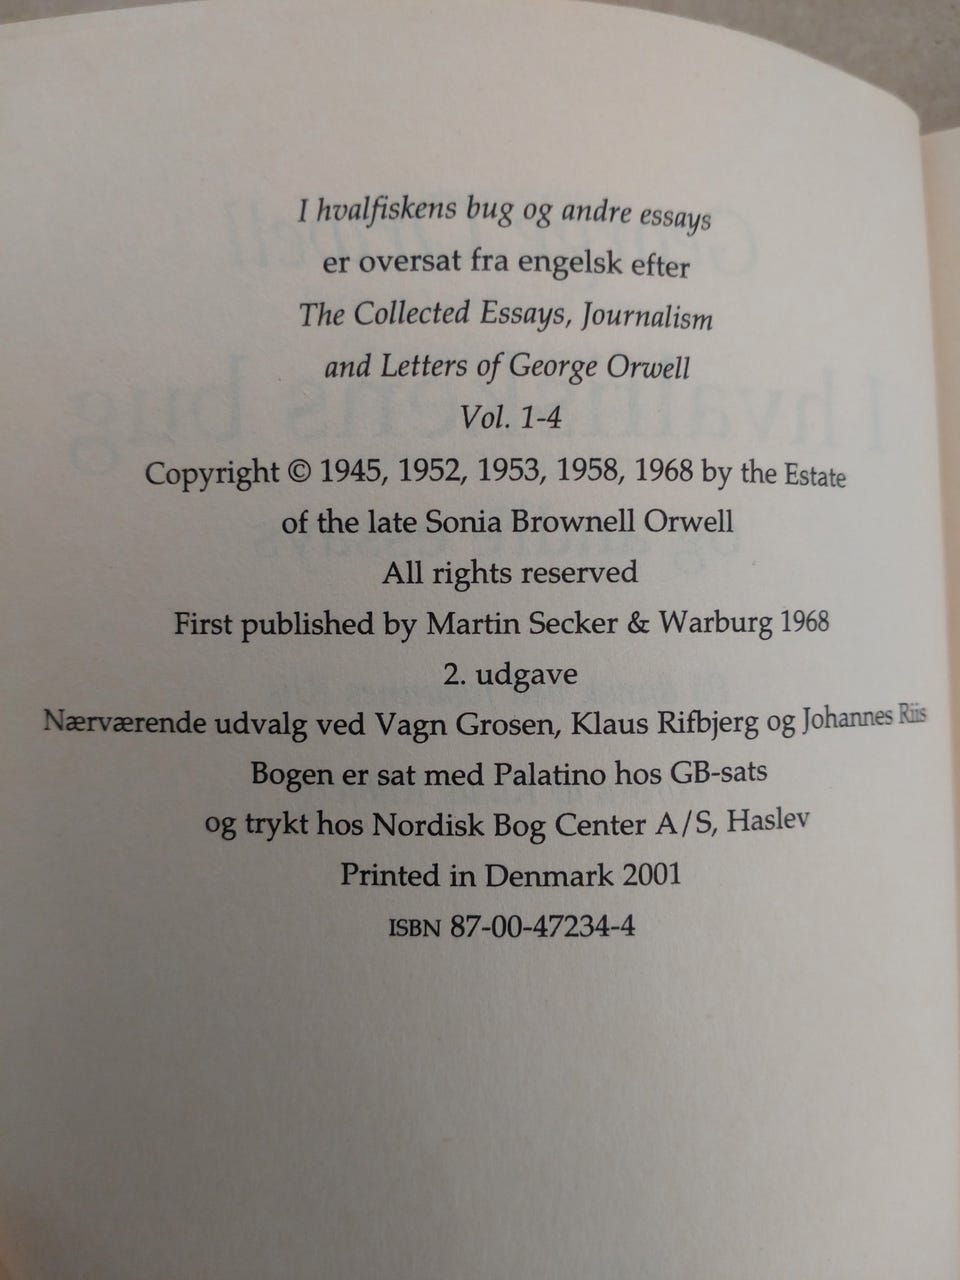 I hvalfiskens bug og andre essays
er oversat fra engelsk efter
The Collected Essays, Journalism
and Letters of George Orwell
Vol. 1-4
Copyright © 1945, 1952, 1953, 1958, 1968 by the Estate
of the late Sonia Brownell Orwell
All rights reserved
First published by Martin Secker & Warburg 1968
2. udgave
Nærværende udvalg ved Vagn Grosen, Klaus Rifbjerg og Johannes Riis
Bogen er sat med Palatino hos GB-sats
og trykt hos Nordisk Bog Center A/S, Haslev
Printed in Denmark 2001
ISBN 87-00-47234-4